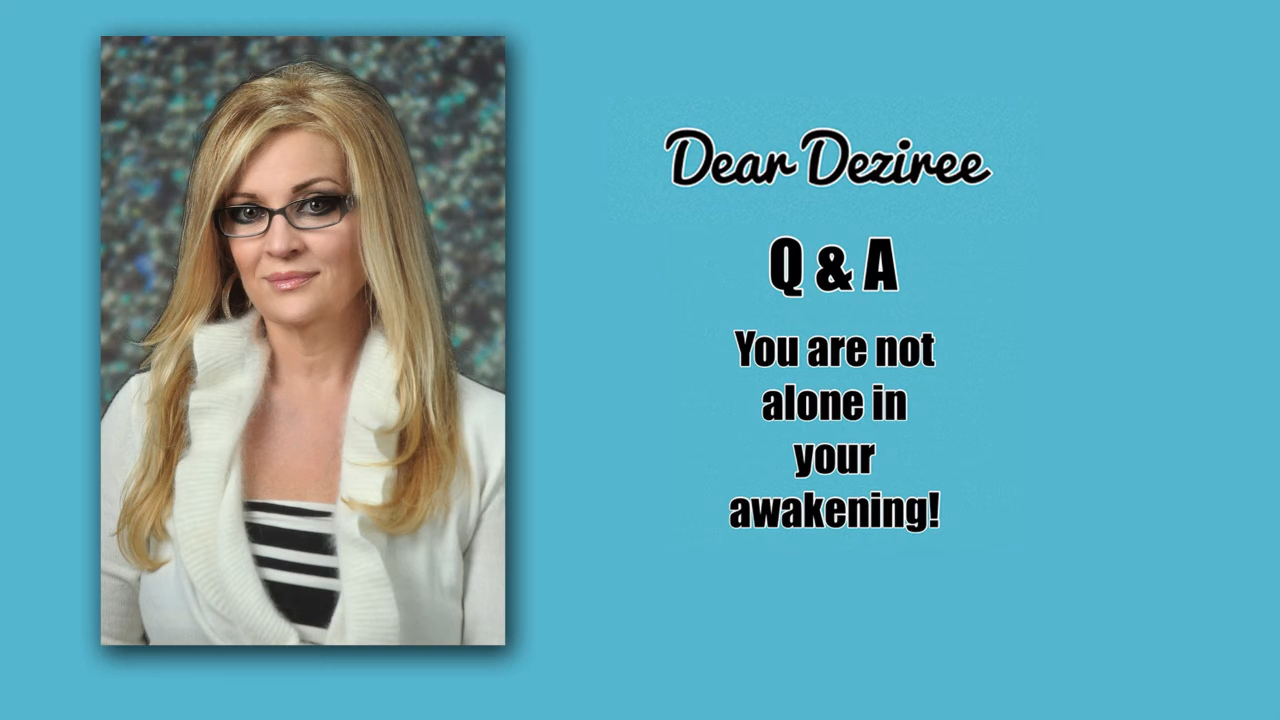 Dear Deziree
Q & A
You are not
alone in
your
awakening!